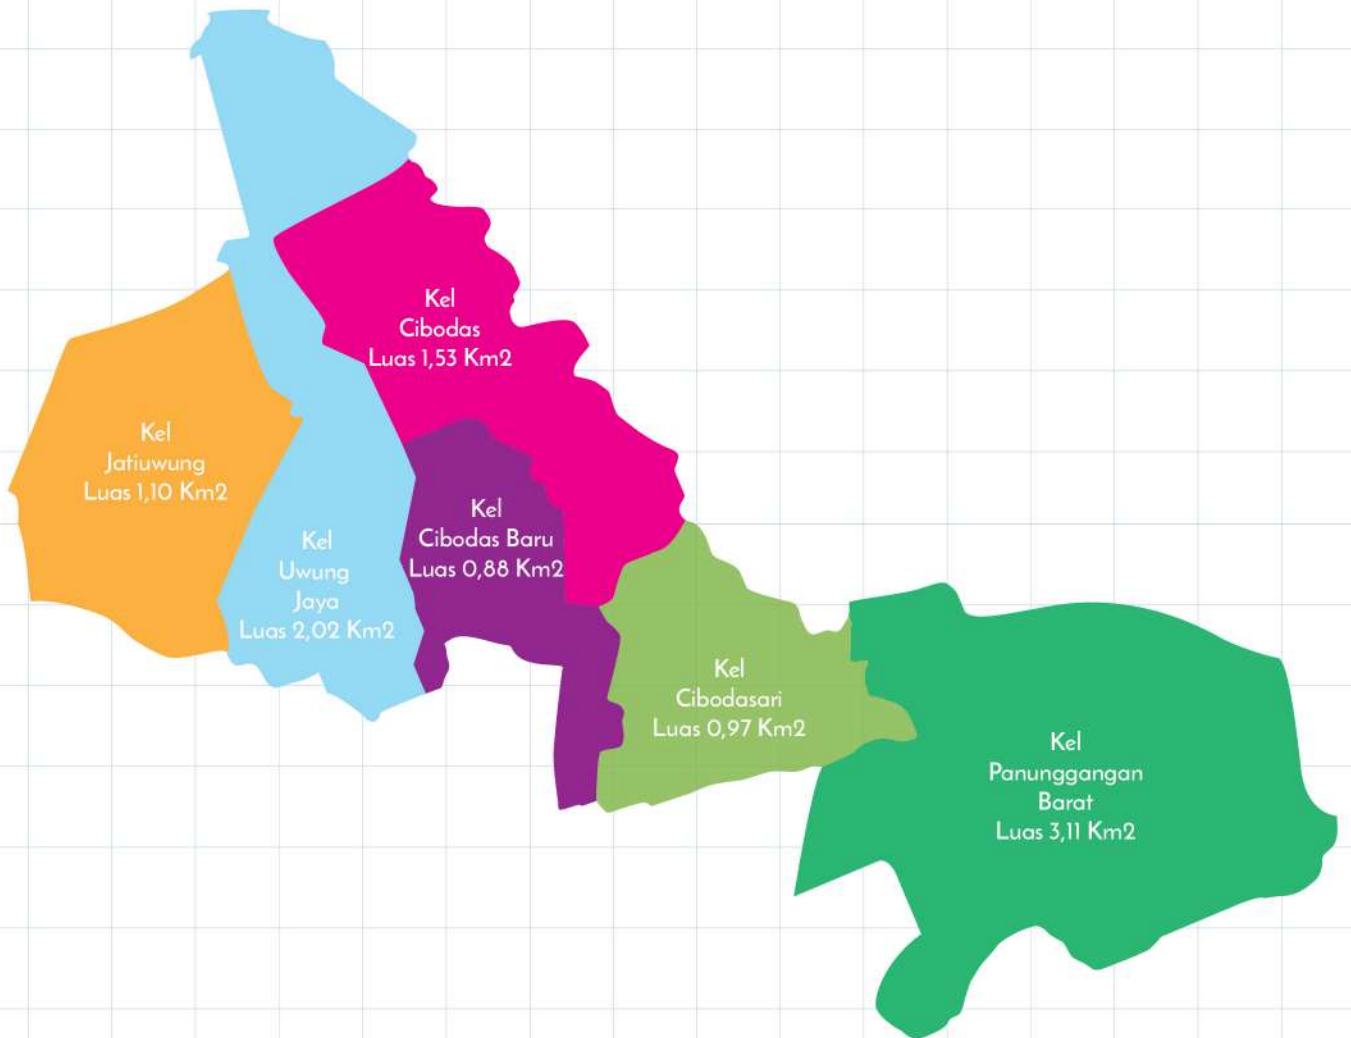 Kel
Cibodas
Luas 1,53 Km2
Kel
Jatiuwung
Luas 1,10 Km2
Kel
Cibodas Baru
Luas 0,88 Km2
Kel
Uwung
Jaya
Luas 2,02 Km2
Kel
Cibodasari
Luas 0,97 Km2
Kel
Panunggangan
Barat
Luas 3,11 Km2